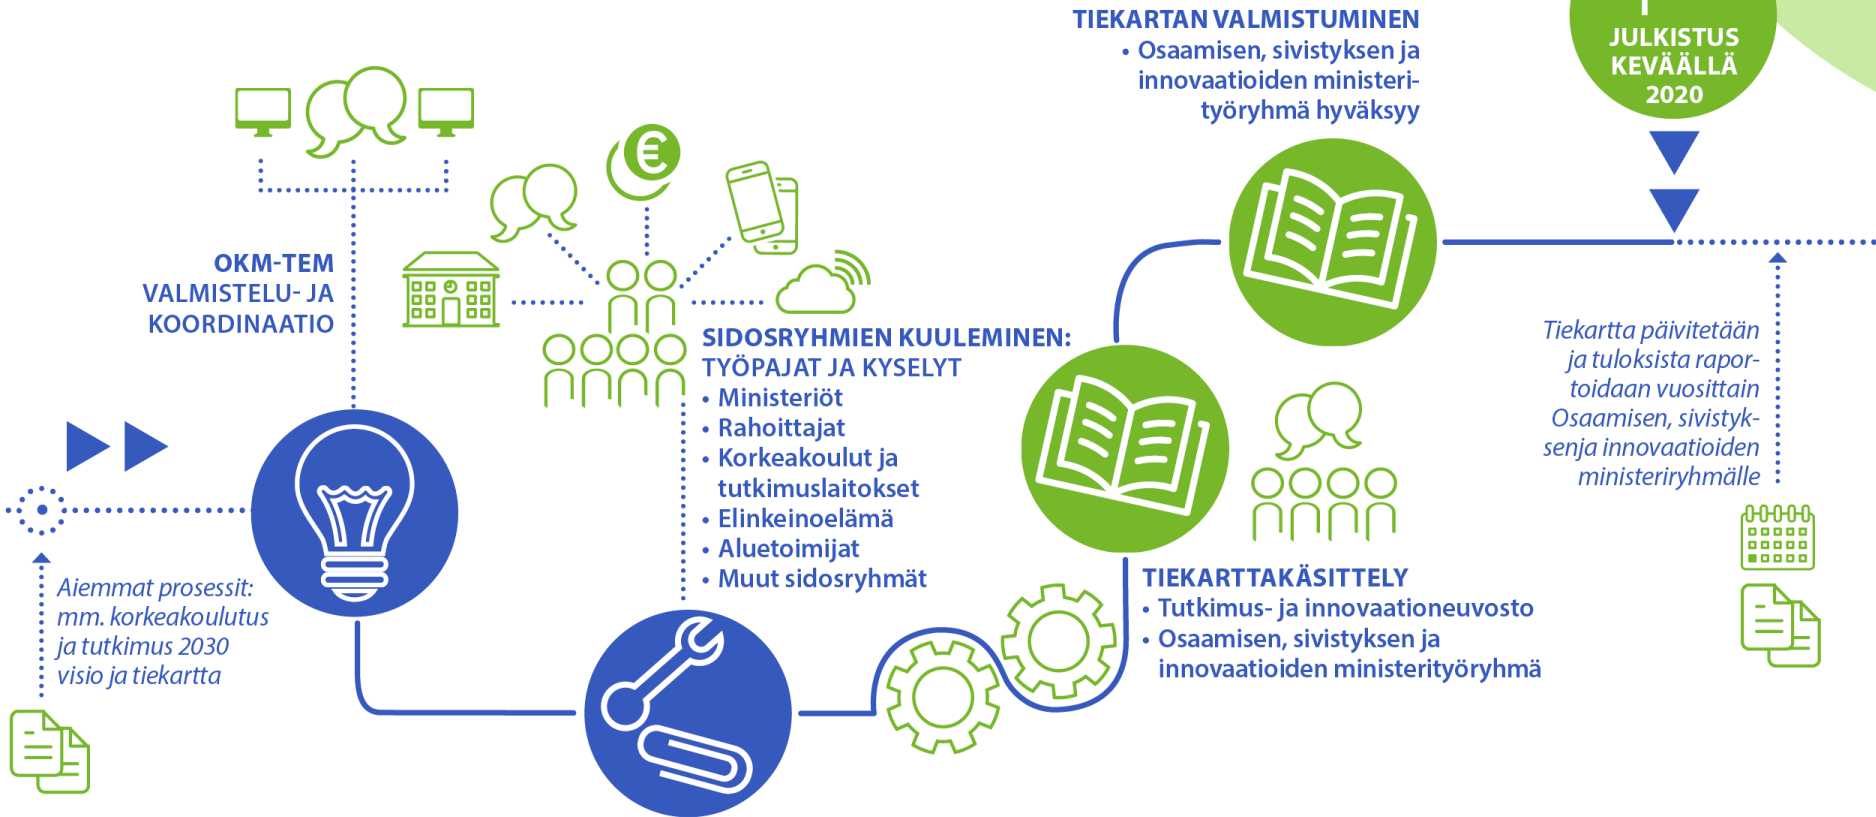 TIEKARTAN VALMISTUMINEN
• Osaamisen, sivistyksen ja
innovaatioiden ministeri-
työryhmä hyväksyy
JULKISTUS
KEVÄÄLLÄ
2020
€
OKM-TEM
VALMISTELU- JA
KOORDINAATIO
SIDOSRYHMIEN KUULEMINEN:
TYÖPAJAT JA KYSELYT
• Ministeriöt
• Rahoittajat
• Korkeakoulut ja
tutkimuslaitokset
• Elinkeinoelämä
• Aluetoimijat
• Muut sidosryhmät
Tiekartta päivitetään
ja tuloksista rapor-
toidaan vuosittain
Osaamisen, sivistyk-
senja innovaatioiden
ministeriryhmälle
Aiemmat prosessit:
mm. korkeakoulutus
ja tutkimus 2030
visio ja tiekartta
TIEKARTTAKÄSITTELY
• Tutkimus- ja innovaationeuvosto
• Osaamisen, sivistyksen ja
innovaatioiden ministerityöryhmä